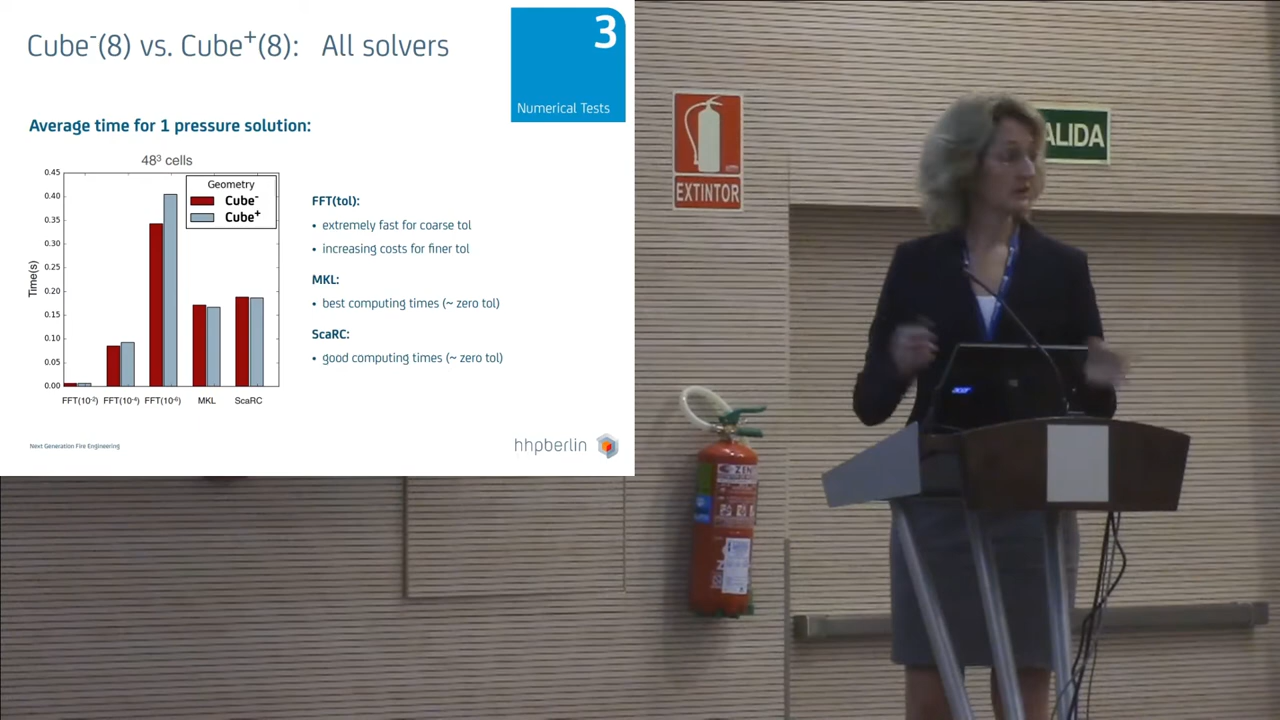 Cube⁻(8) vs. Cube⁺(8): All solvers
3
Numerical Tests
Average time for 1 pressure solution:
48³ cells
0.45
0.40
0.35
0.30
0.25
0.20
0.15
0.10
0.05
0.00
Time(s)
Geometry
Cube⁻
Cube⁺
FFT(10⁻²) FFT(10⁻⁴) FFT(10⁻⁶) MKL ScaRC
FFT(tol):
• extremely fast for coarse tol
• increasing costs for finer tol
MKL:
• best computing times (~ zero tol)
ScaRC:
• good computing times (~ zero tol)
Next Generation Fire Engineering
hhpberlin
EXTINTOR
ALIDA
acer
ZEN